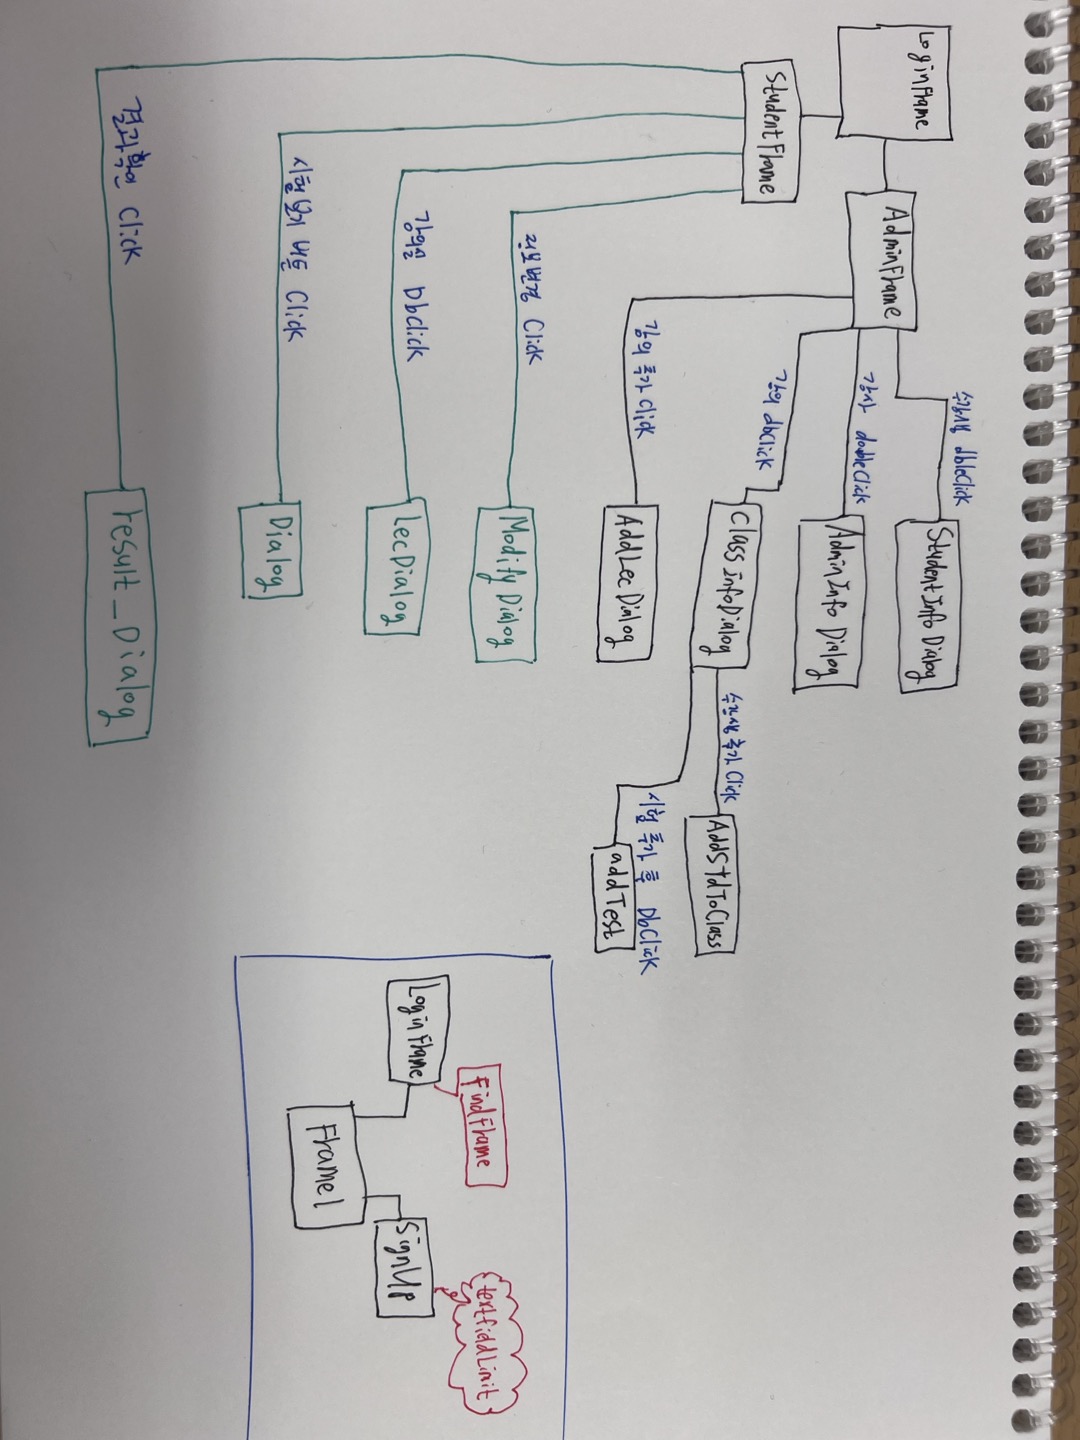 LoginFrame
AdminFrame
StudentFrame
수강생 dbleClick
StudentInfo Dialog
강사 doubleClick
AdminInfo Dialog
강의 dbClick
Class InfoDialog
수강생 추가 Click
AddStdToClass
시험 추가 후 DbClick
addTest
강의 추가 Click
AddLecDialog
정보변경 Click
Modify Dialog
강의실 Dbclick
LecDialog
시험보기 버튼 Click
Dialog
결과확인 Click
result_Dialog
FindFrame
textfieldLimit
LoginFrame
SignUp
Frame1